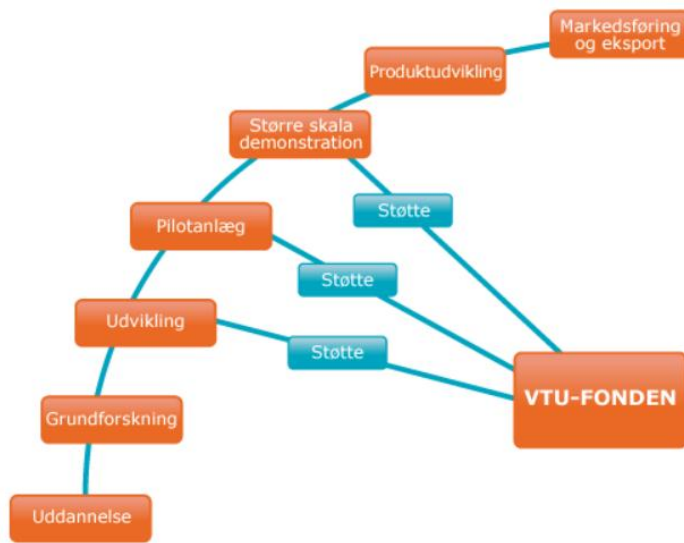 Markedsføring
og eksport
Produktudvikling
Større skala
demonstration
Støtte
Pilotanlæg
Støtte
Udvikling
Støtte
VTU-FONDEN
Grundforskning
Uddannelse